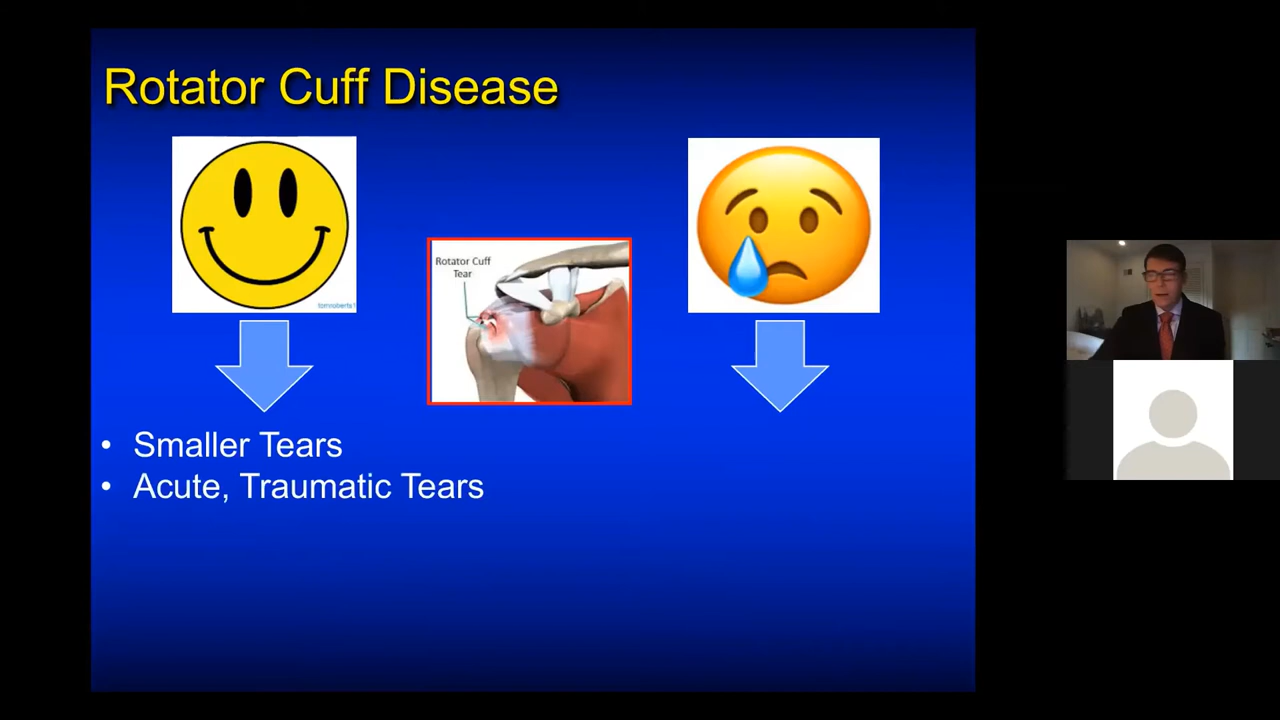 Rotator Cuff Disease
Rotator Cuff
Tear
• Smaller Tears
• Acute, Traumatic Tears